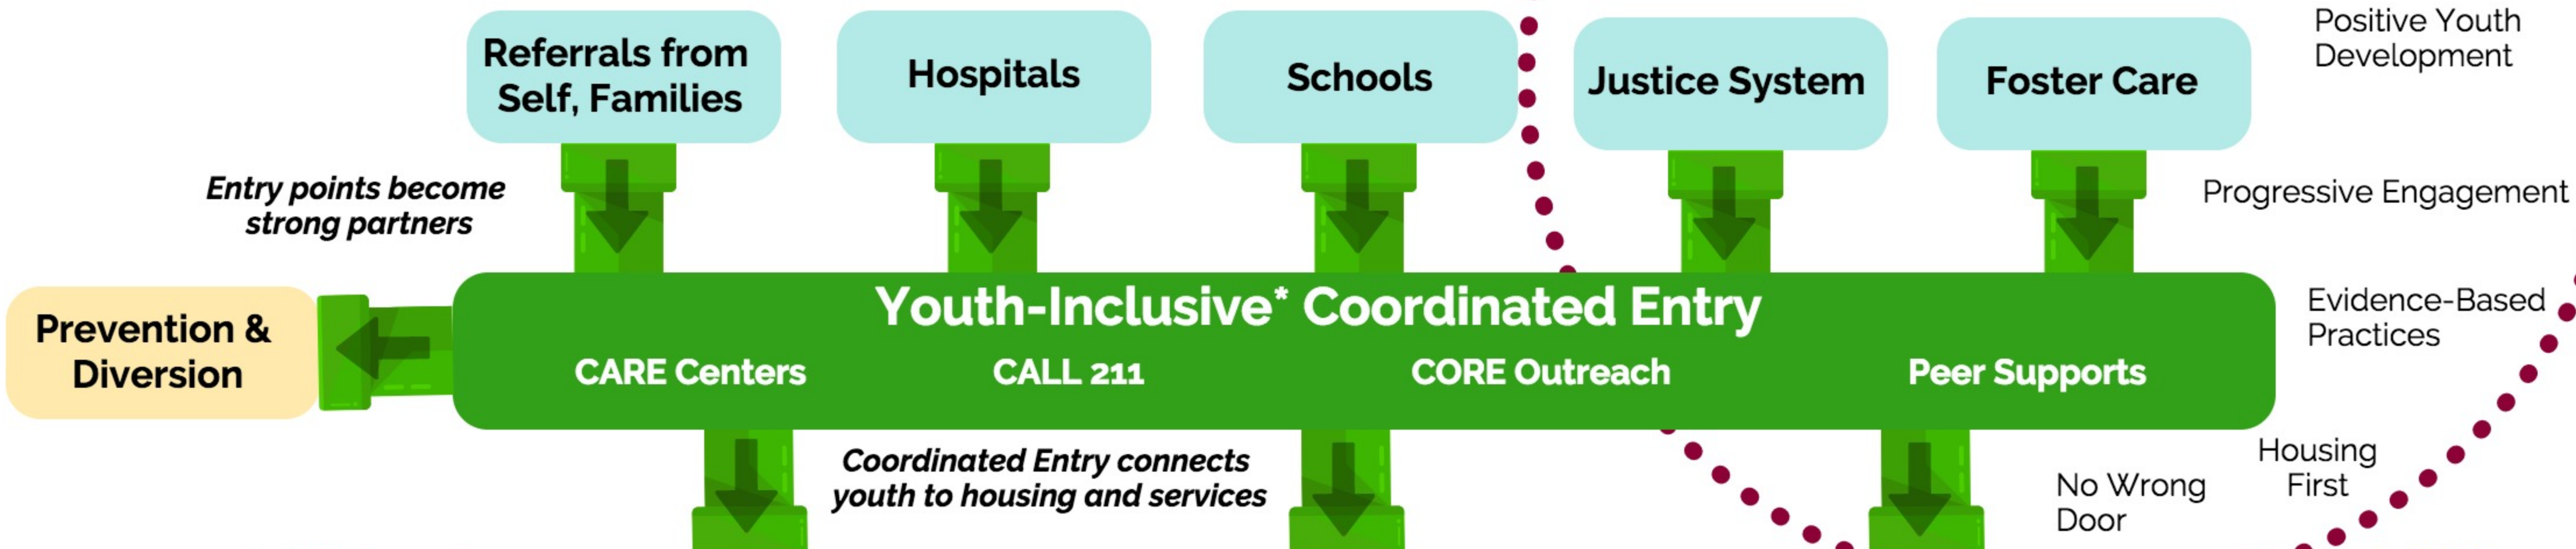 Referrals from
Self, Families
Hospitals
Schools
Justice System
Foster Care
Positive Youth
Development
Entry points become
strong partners
Progressive Engagement
Prevention &
Diversion
Youth-Inclusive* Coordinated Entry
CARE Centers
CALL 211
CORE Outreach
Peer Supports
Evidence-Based
Practices
Coordinated Entry connects
youth to housing and services
No Wrong
Door
Housing
First